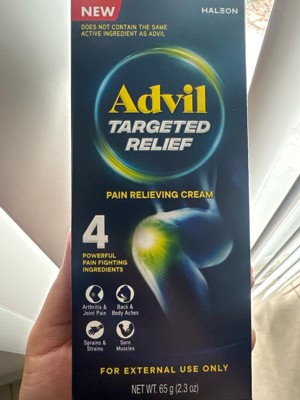 NEW
HALEON
DOES NOT CONTAIN THE SAME
ACTIVE INGREDIENT AS ADVIL
Advil
TARGETED
RELIEF
PAIN RELIEVING CREAM
4
POWERFUL
PAIN FIGHTING
INGREDIENTS
Arthritis &
Joint Pain
Back &
Body Aches
Sprains &
Strains
Sore
Muscles
FOR EXTERNAL USE ONLY
NET WT. 65 g (2.3 oz)